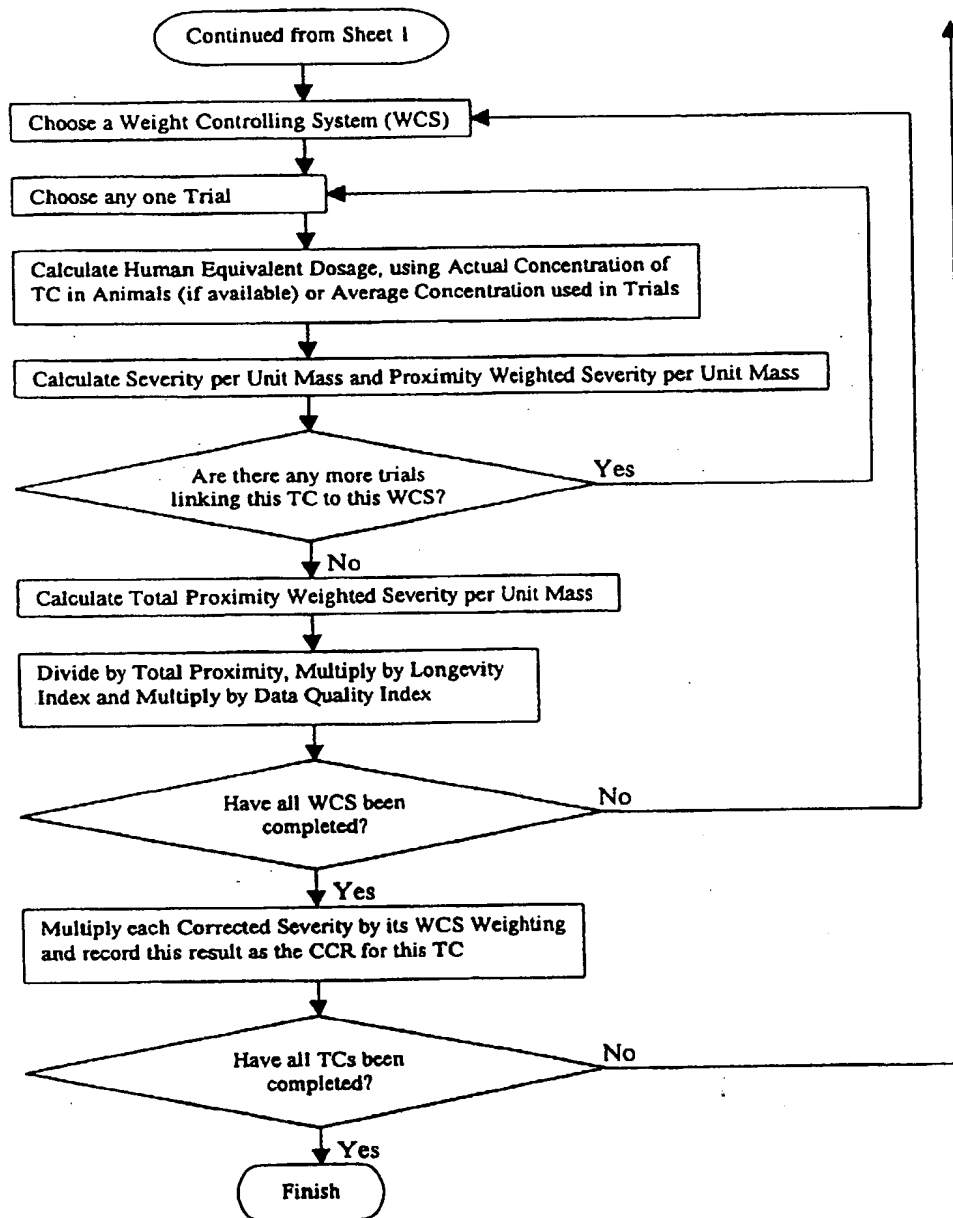 Continued from Sheet 1
Choose a Weight Controlling System (WCS)
Choose any one Trial
Calculate Human Equivalent Dosage, using Actual Concentration of
TC in Animals (if available) or Average Concentration used in Trials
Calculate Severity per Unit Mass and Proximity Weighted Severity per Unit Mass
Are there any more trials
linking this TC to this WCS?
Yes
No
Calculate Total Proximity Weighted Severity per Unit Mass
Divide by Total Proximity, Multiply by Longevity
Index and Multiply by Data Quality Index
Have all WCS been
completed?
No
Yes
Multiply each Corrected Severity by its WCS Weighting
and record this result as the CCR for this TC
Have all TCs been
completed?
No
Yes
Finish